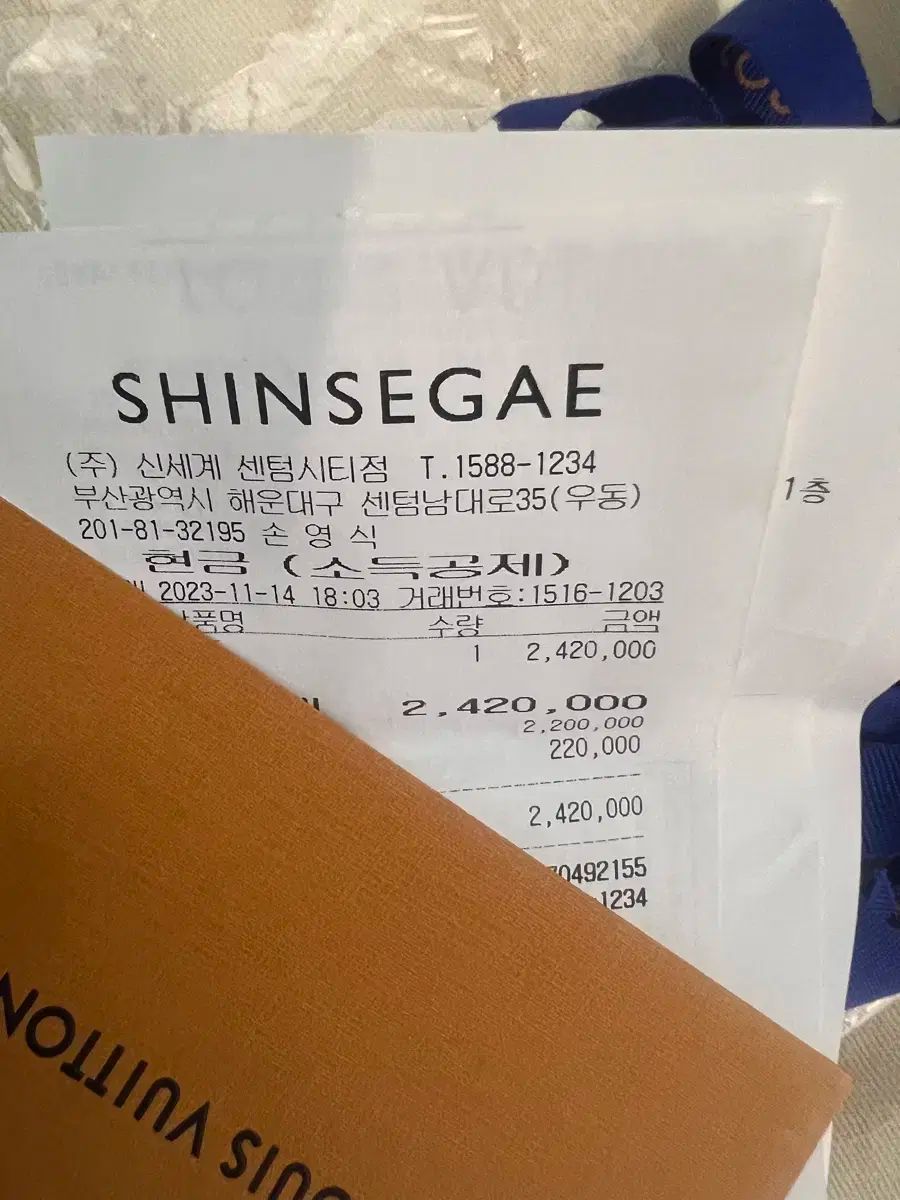 SHINSEGAE
(주) 신세계 센텀시티점 T.1588-1234
부산광역시 해운대구 센텀남대로35(우동)
1층
201-81-32195 손 영 식
현금 (소득공제)
2023-11-14 18:03 거래번호:1516-1203
품명 수량 금액
1 2,420,000
2,420,000
2,200,000
220,000
2,420,000
0492155
1234
LOUIS VUITTON